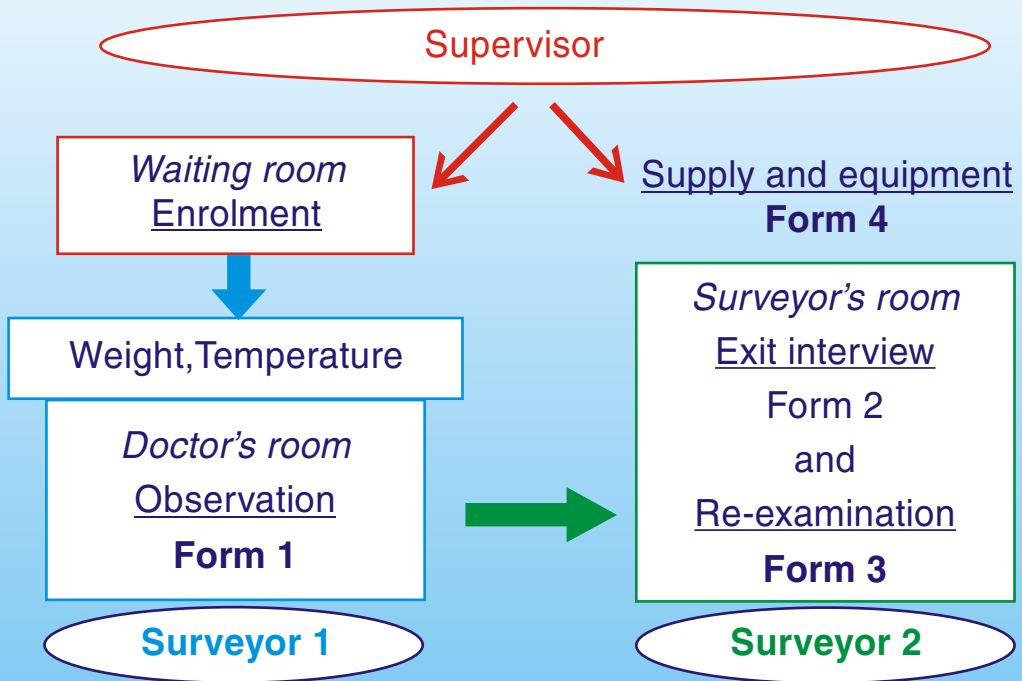 Supervisor
Waiting room
Enrolment
Supply and equipment
Form 4
Weight,Temperature
Doctor's room
Observation
Form 1
Surveyor 1
Surveyor's room
Exit interview
Form 2
and
Re-examination
Form 3
Surveyor 2